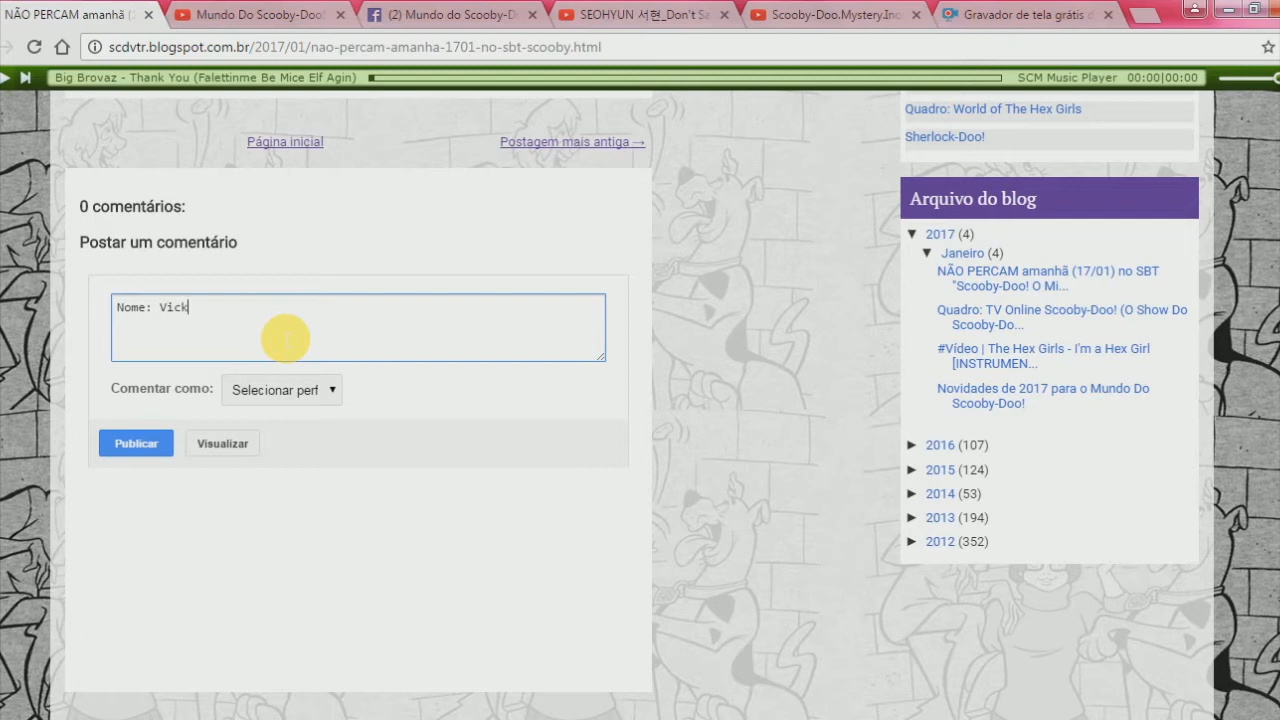 NÃO PERCAM amanhã (
Mundo Do Scooby-Doo!
(2) Mundo do Scooby-D
SEOHYUN 서현_Don't Sa
Scooby-Doo.Mystery.Inc
Gravador de tela grátis d
scdvtr.blogspot.com.br/2017/01/nao-percam-amanha-1701-no-sbt-scooby.html
Big Brovaz - Thank You (Falettinme Be Mice Elf Agin)
SCM Music Player 00:00|00:00
Quadro: World of The Hex Girls
Sherlock-Doo!
Página inicial
Postagem mais antiga →
0 comentários:
Postar um comentário
Nome: Vick
Comentar como:
Selecionar perf
Publicar
Visualizar
Arquivo do blog
▼ 2017 (4)
▼ Janeiro (4)
NÃO PERCAM amanhã (17/01) no SBT
"Scooby-Doo! O Mi...
Quadro: TV Online Scooby-Doo! (O Show Do
Scooby-Do...
#Vídeo | The Hex Girls - I'm a Hex Girl
[INSTRUMEN...
Novidades de 2017 para o Mundo Do
Scooby-Doo!
► 2016 (107)
► 2015 (124)
► 2014 (53)
► 2013 (194)
► 2012 (352)